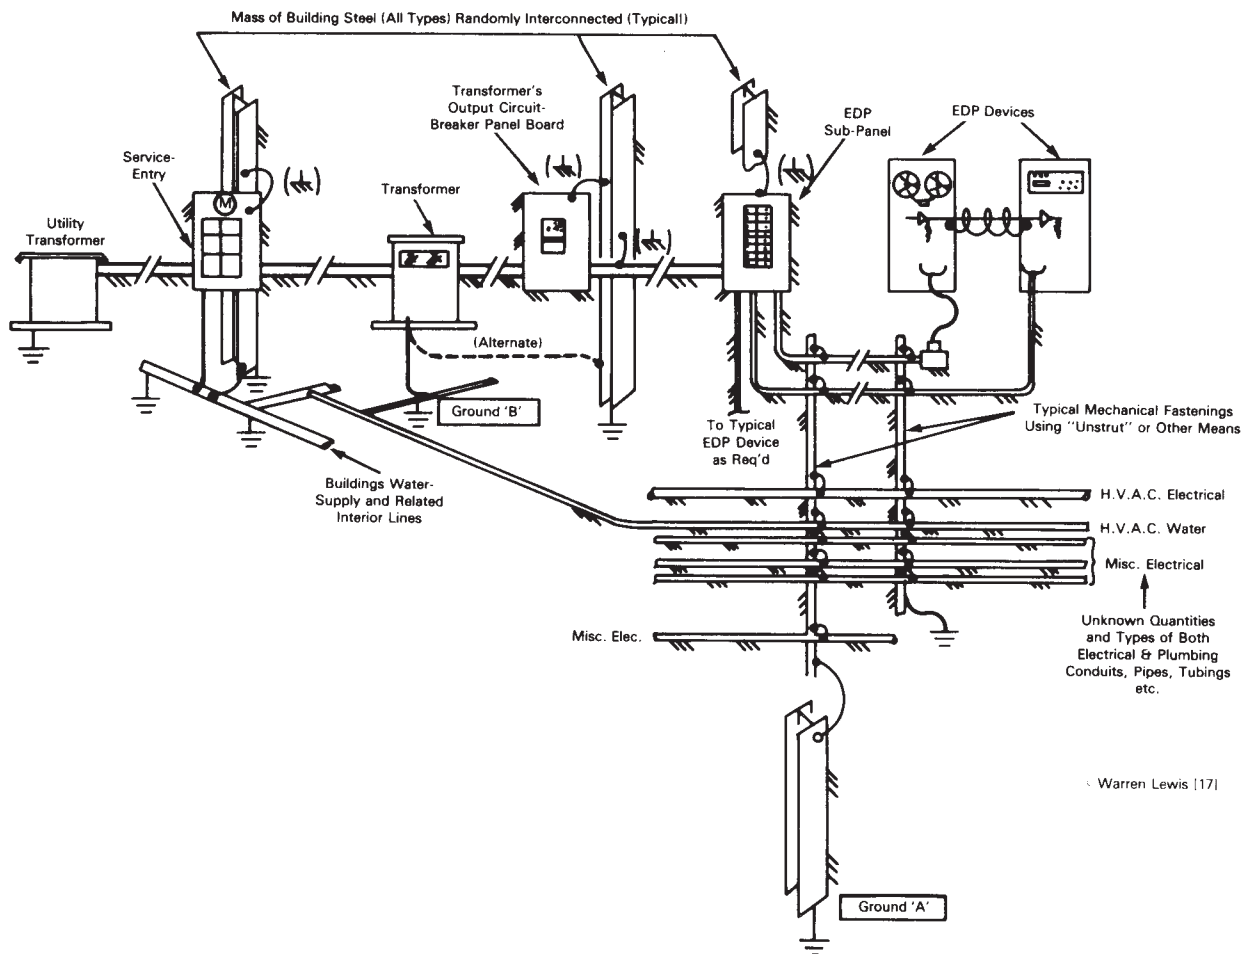 Mass of Building Steel (All Types) Randomly Interconnected (Typical)
Transformer's
Output Circuit-
Breaker Panel Board
EDP
Sub-Panel
EDP Devices
Service-
Entry
Transformer
Utility
Transformer
M
(Alternate)
Ground 'B'
To Typical
EDP Device
as Req'd
Typical Mechanical Fastenings
Using "Unstrut" or Other Means
Buildings Water-
Supply and Related
Interior Lines
H.V.A.C. Electrical
H.V.A.C. Water
Misc. Electrical
Misc. Elec.
Unknown Quantities
and Types of Both
Electrical & Plumbing
Conduits, Pipes, Tubings
etc.
Warren Lewis [17]
Ground 'A'